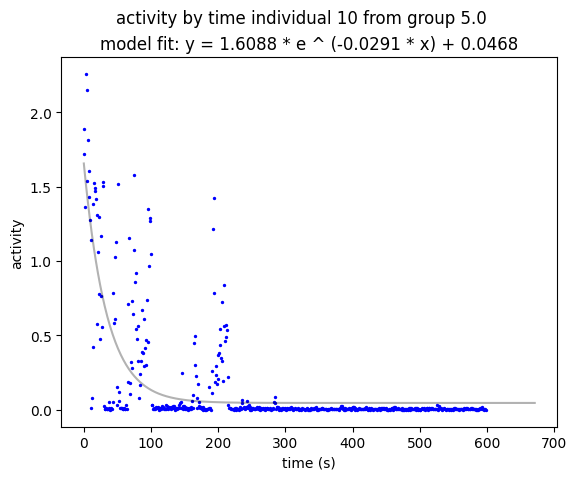 activity by time individual 10 from group 5.0
model fit: y = 1.6088 * e ^ (-0.0291 * x) + 0.0468
2.0
1.5
1.0
0.5
0.0
activity
0 100 200 300 400 500 600 700
time (s)